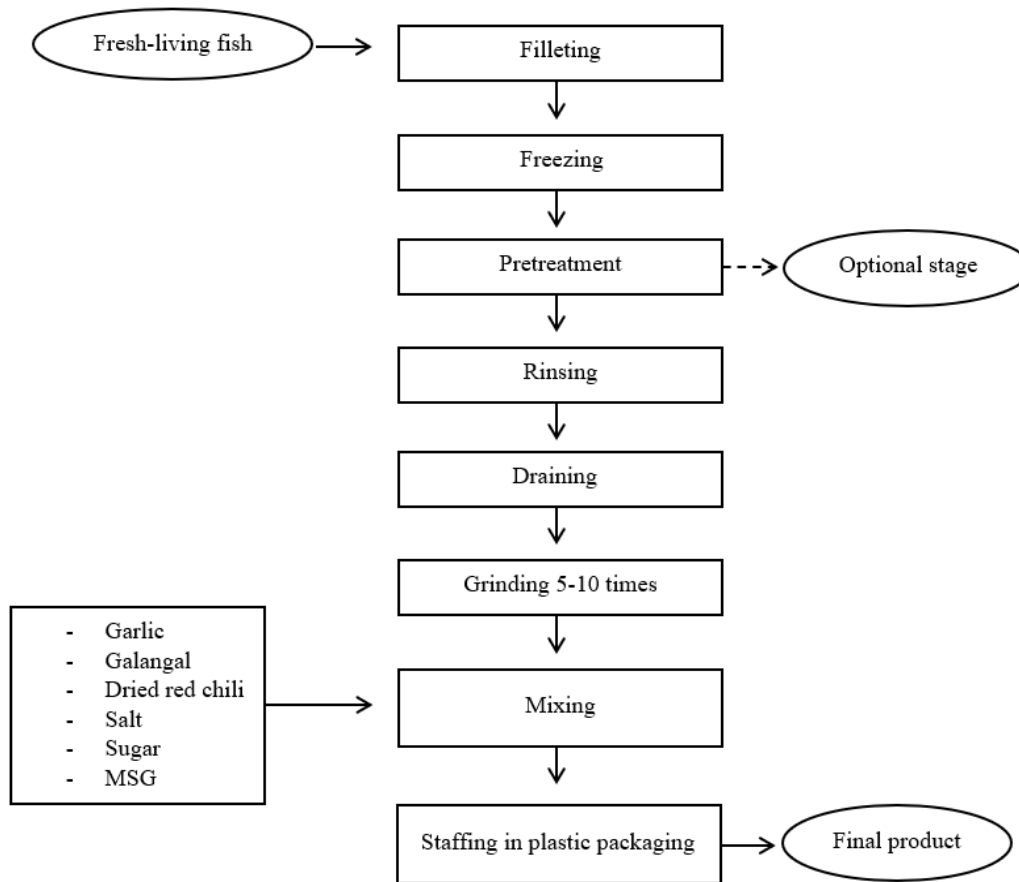 Fresh-living fish
Filleting
Freezing
Pretreatment
Optional stage
Rinsing
Draining
Grinding 5-10 times
- Garlic
- Galangal
- Dried red chili
- Salt
- Sugar
- MSG
Mixing
Staffing in plastic packaging
Final product